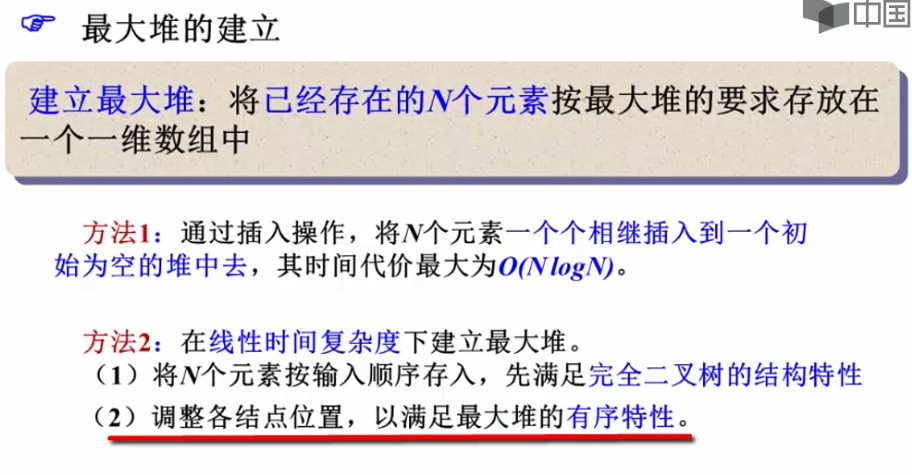 最大堆的建立
中国
建立最大堆：将已经存在的N个元素按最大堆的要求存放在
一个一维数组中
方法1：通过插入操作，将N个元素一个个相继插入到一个初
始为空的堆中去，其时间代价最大为O(N logN)。
方法2：在线性时间复杂度下建立最大堆。
（1）将N个元素按输入顺序存入，先满足完全二叉树的结构特性
（2）调整各结点位置，以满足最大堆的有序特性。